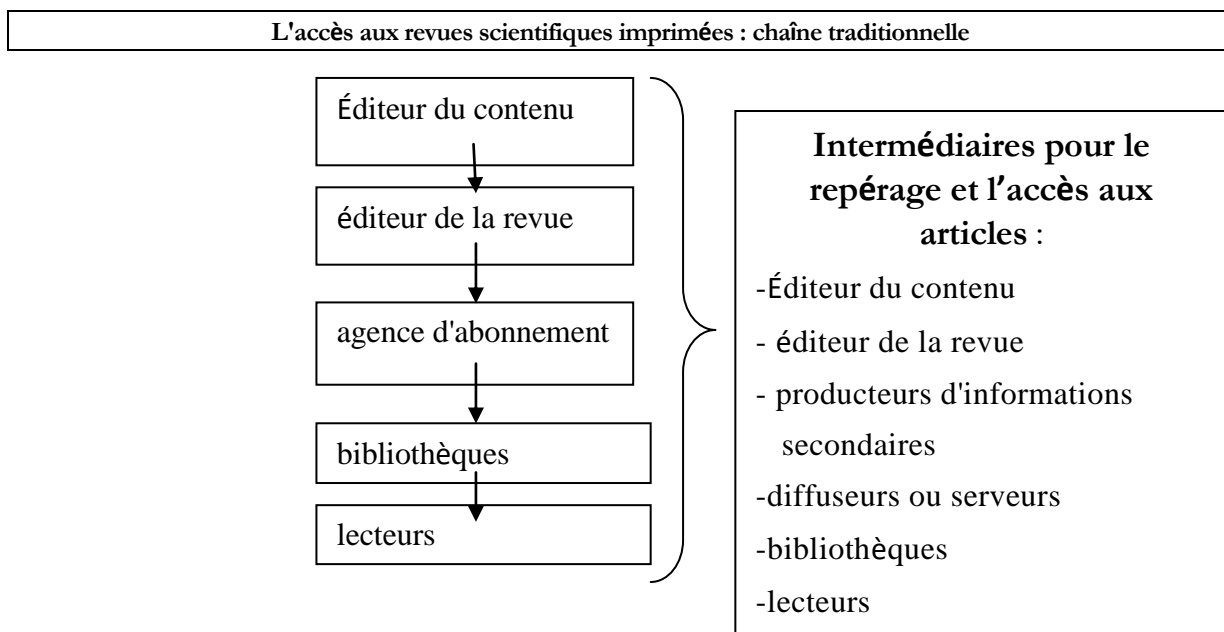 L'accès aux revues scientifiques imprimées : chaîne traditionnelle
Éditeur du contenu
éditeur de la revue
agence d'abonnement
bibliothèques
lecteurs
Intermédiaires pour le
repérage et l’accès aux
articles :
-Éditeur du contenu
- éditeur de la revue
- producteurs d'informations
secondaires
-diffuseurs ou serveurs
-bibliothèques
-lecteurs